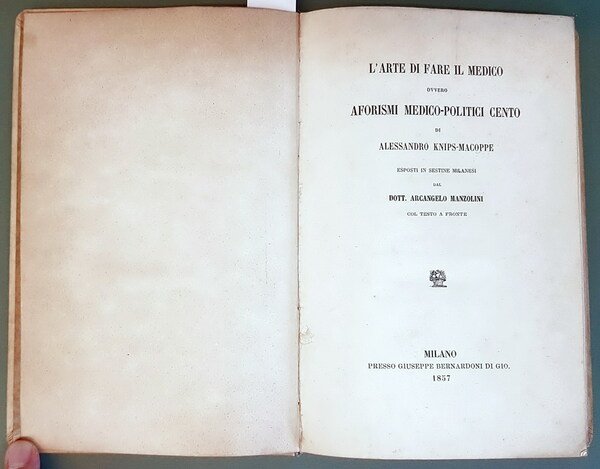 L'ARTE DI FARE IL MEDICO
OVVERO
AFORISMI MEDICO-POLITICI CENTO
DI
ALESSANDRO KNIPS-MACOPPE
ESPOSTI IN SESTINE MILANESI
DAL
DOTT. ARCANGELO MANZOLINI
COL TESTO A FRONTE
MILANO
PRESSO GIUSEPPE BERNARDONI DI GIO.
1857